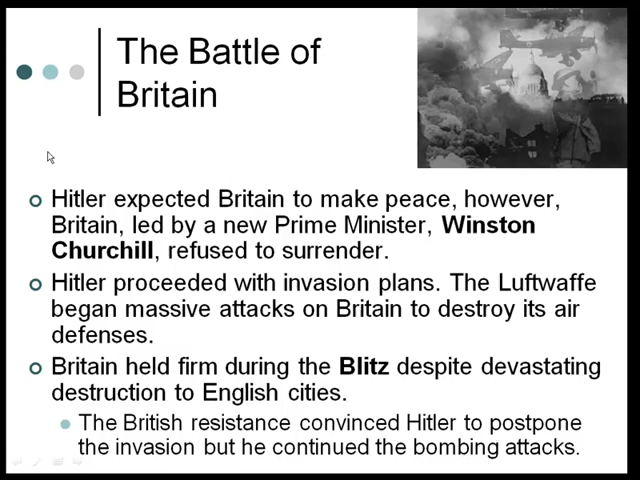 The Battle of
Britain
Hitler expected Britain to make peace, however,
Britain, led by a new Prime Minister, Winston
Churchill, refused to surrender.
Hitler proceeded with invasion plans. The Luftwaffe
began massive attacks on Britain to destroy its air
defenses.
Britain held firm during the Blitz despite devastating
destruction to English cities.
The British resistance convinced Hitler to postpone
the invasion but he continued the bombing attacks.